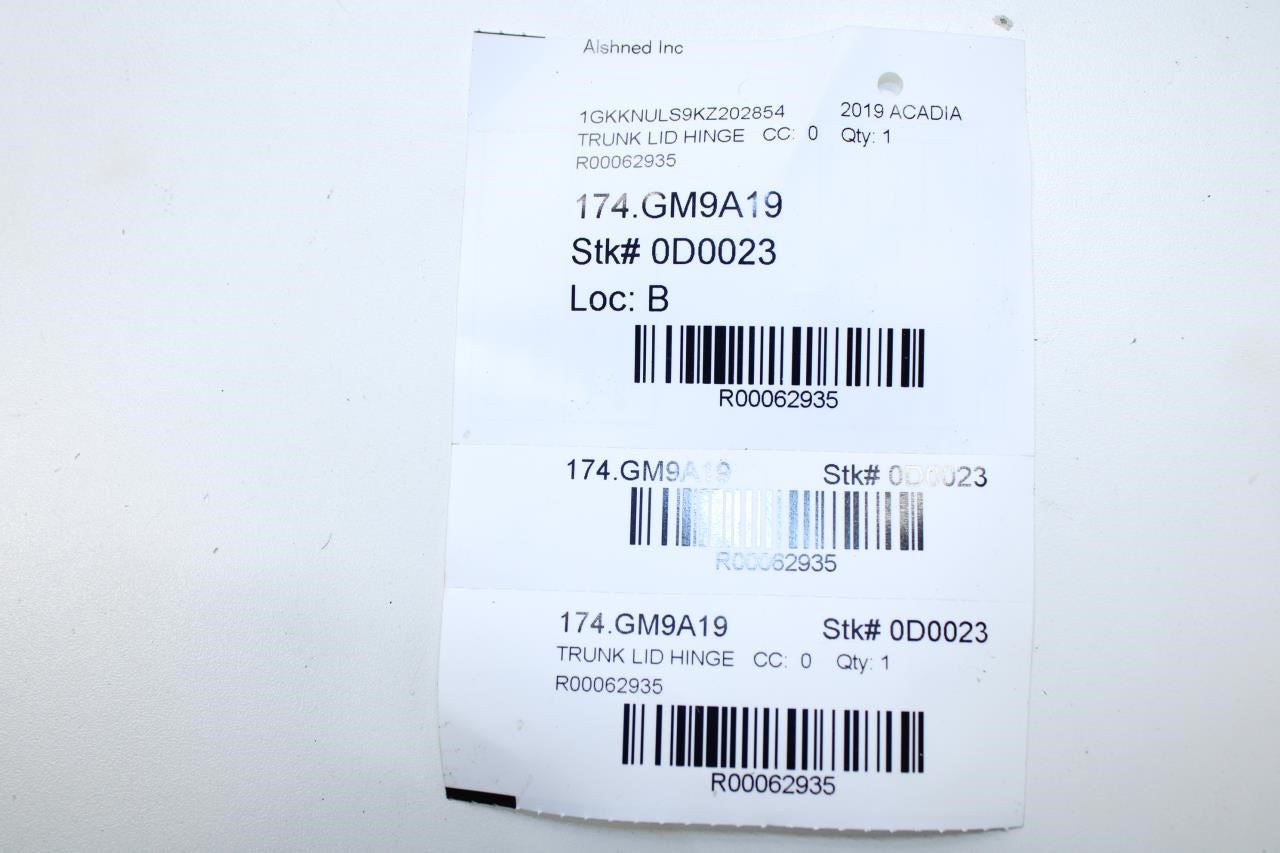 Alshned Inc
1GKKNULS9KZ202854 2019 ACADIA
TRUNK LID HINGE CC: 0 Qty: 1
R00062935
174.GM9A19
Stk# 0D0023
Loc: B
R00062935
174.GM9A19 Stk# 0D0023
R00062935
174.GM9A19 Stk# 0D0023
TRUNK LID HINGE CC: 0 Qty: 1
R00062935
R00062935